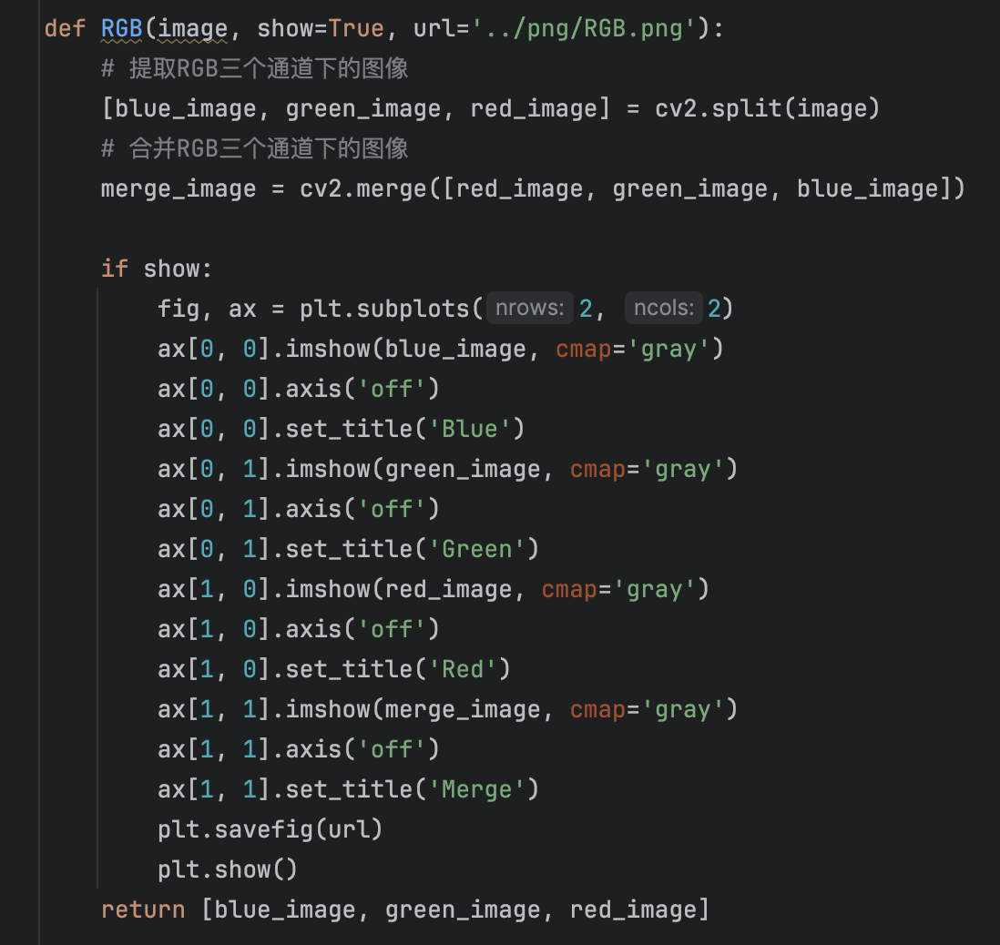 def RGB(image, show=True, url='../png/RGB.png'):
# 提取RGB三个通道下的图像
[blue_image, green_image, red_image] = cv2.split(image)
# 合并RGB三个通道下的图像
merge_image = cv2.merge([red_image, green_image, blue_image])
if show:
fig, ax = plt.subplots( nrows: 2, ncols: 2)
ax[0, 0].imshow(blue_image, cmap='gray')
ax[0, 0].axis('off')
ax[0, 0].set_title('Blue')
ax[0, 1].imshow(green_image, cmap='gray')
ax[0, 1].axis('off')
ax[0, 1].set_title('Green')
ax[1, 0].imshow(red_image, cmap='gray')
ax[1, 0].axis('off')
ax[1, 0].set_title('Red')
ax[1, 1].imshow(merge_image, cmap='gray')
ax[1, 1].axis('off')
ax[1, 1].set_title('Merge')
plt.savefig(url)
plt.show()
return [blue_image, green_image, red_image]